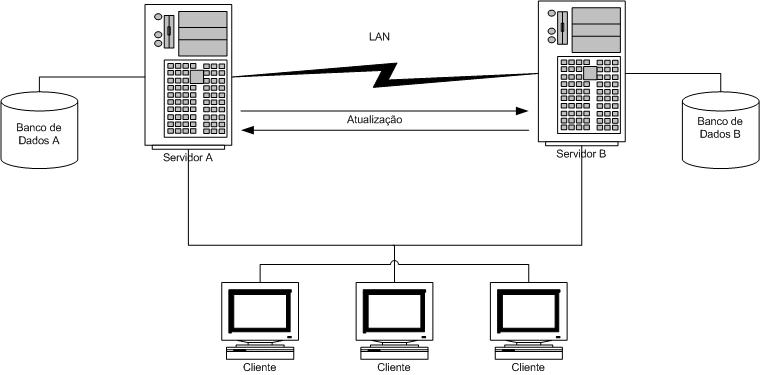 LAN
Banco de
Dados A
Atualização
Banco de
Dados B
Servidor A
Servidor B
Cliente
Cliente
Cliente